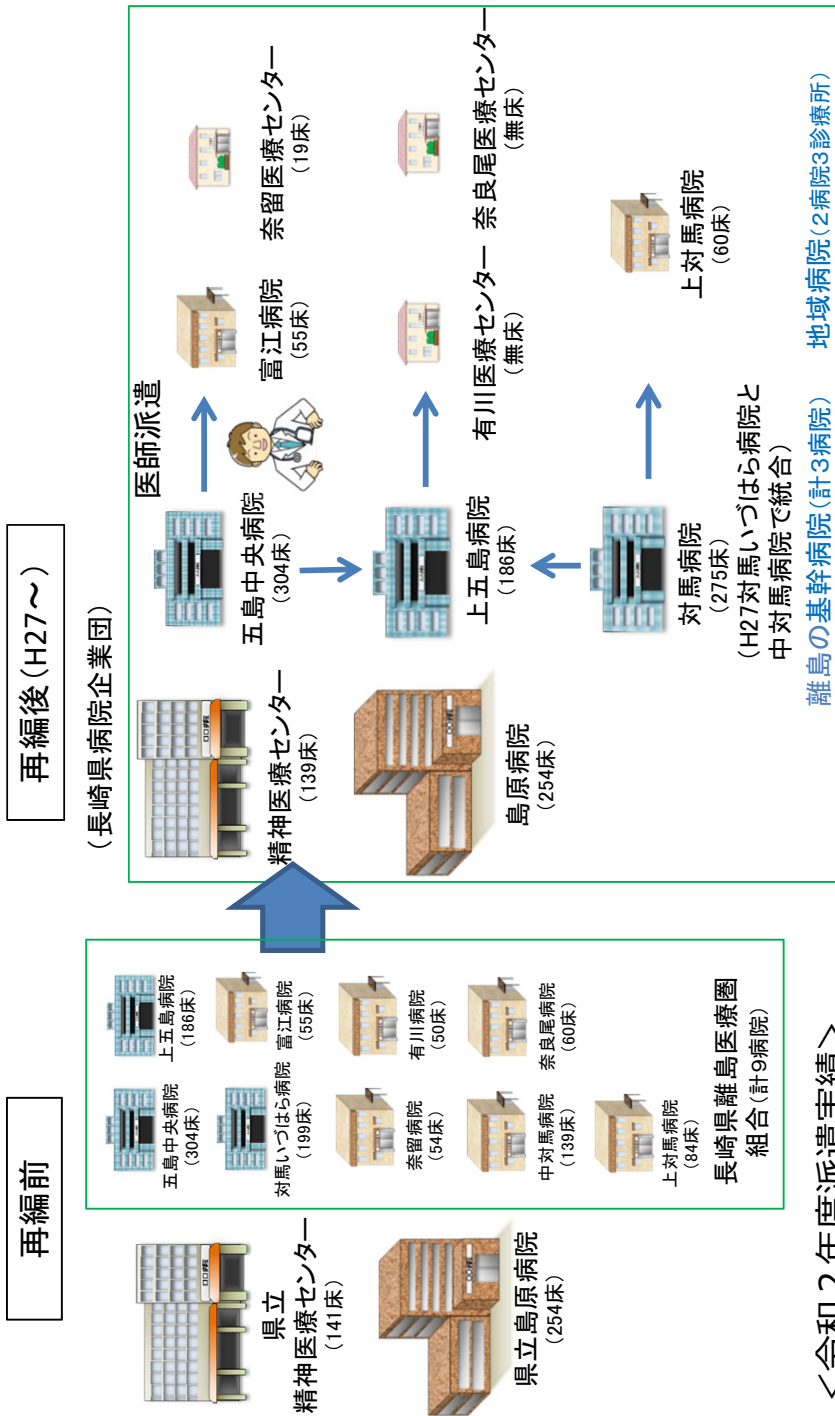 再編前
県立
精神医療センター
(141床)
県立島原病院
(254床)
五島中央病院
(304床)
上五島病院
(186床)
対馬いづはら病院
(199床)
富江病院
(55床)
奈留病院
(54床)
有川病院
(50床)
中対馬病院
(139床)
奈良尾病院
(60床)
上対馬病院
(84床)
長崎県離島医療圏
組合(計9病院)
再編後(H27~)
(長崎県病院企業団)
精神医療センター
(139床)
島原病院
(254床)
医師派遣
五島中央病院
(304床)
富江病院
(55床)
奈留医療センター
(19床)
上五島病院
(186床)
有川医療センター
(無床)
奈良尾医療センター
(無床)
対馬病院
(275床)
(H27対馬いづはら病院と
中対馬病院で統合)
上対馬病院
(60床)
離島の基幹病院(計3病院)
地域病院(2病院3診療所)
<令和2年度派遣実績>